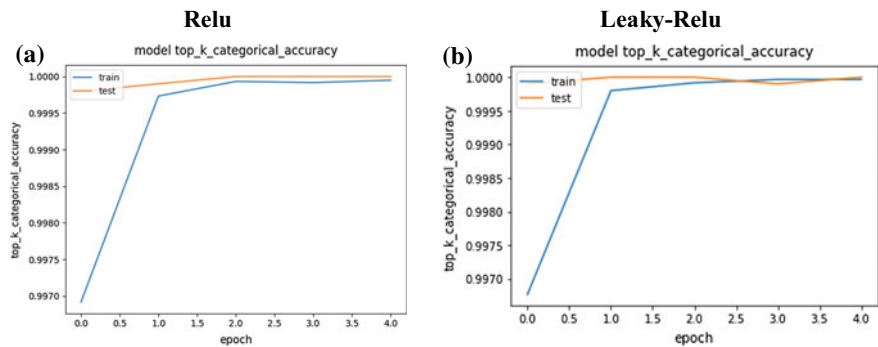 Relu
(a)
model top_k_categorical_accuracy
train
test
1.0000
0.9995
0.9990
0.9985
0.9980
0.9975
0.9970
top_k_categorical_accuracy
0.0 0.5 1.0 1.5 2.0 2.5 3.0 3.5 4.0
epoch
Leaky-Relu
(b)
model top_k_categorical_accuracy
train
test
1.0000
0.9995
0.9990
0.9985
0.9980
0.9975
0.9970
top_k_categorical_accuracy
0.0 0.5 1.0 1.5 2.0 2.5 3.0 3.5 4.0
epoch